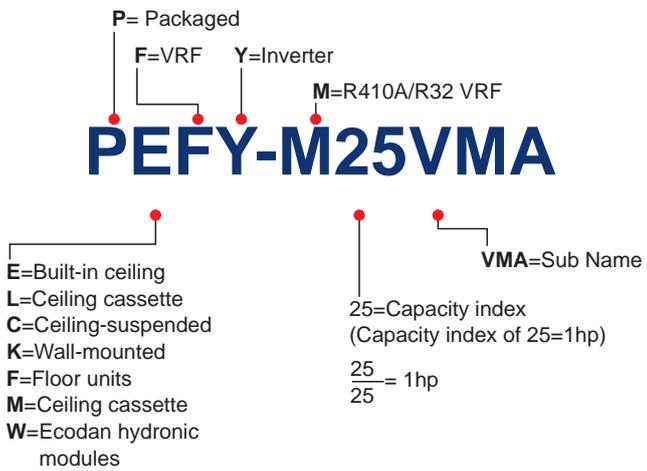 P= Packaged
F=VRF
Y=Inverter
M=R410A/R32 VRF
PEFY-M25VMA
E=Built-in ceiling
L=Ceiling cassette
C=Ceiling-suspended
K=Wall-mounted
F=Floor units
M=Ceiling cassette
W=Ecodan hydronic
modules
25=Capacity index
(Capacity index of 25=1hp)
25
25
= 1hp
VMA=Sub Name